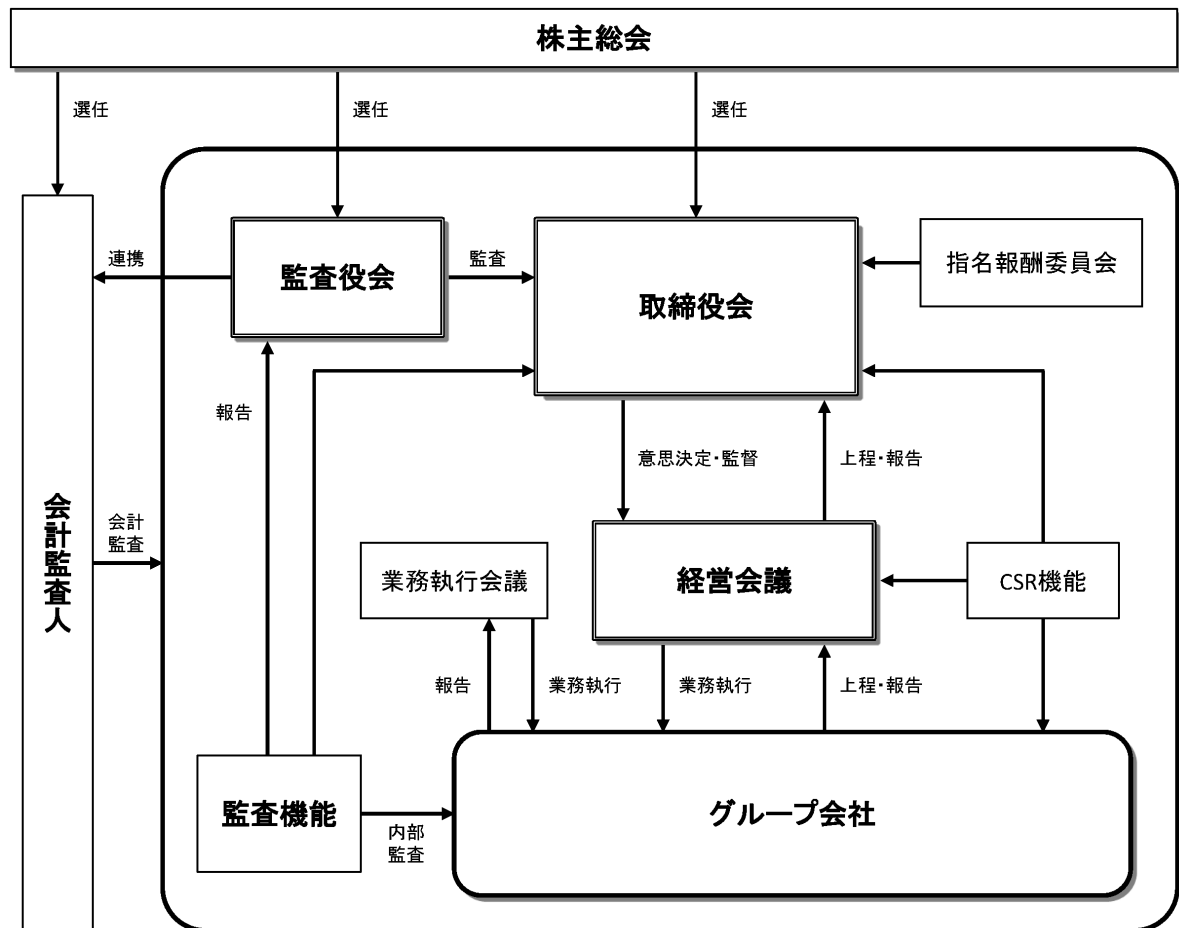 株主総会
選任
選任
選任
連携
監査役会
監査
取締役会
指名報酬委員会
報告
意思決定・監督
上程・報告
会計監査人
会計
監査
業務執行会議
経営会議
CSR機能
報告
業務執行
業務執行
上程・報告
監査機能
内部
監査
グループ会社